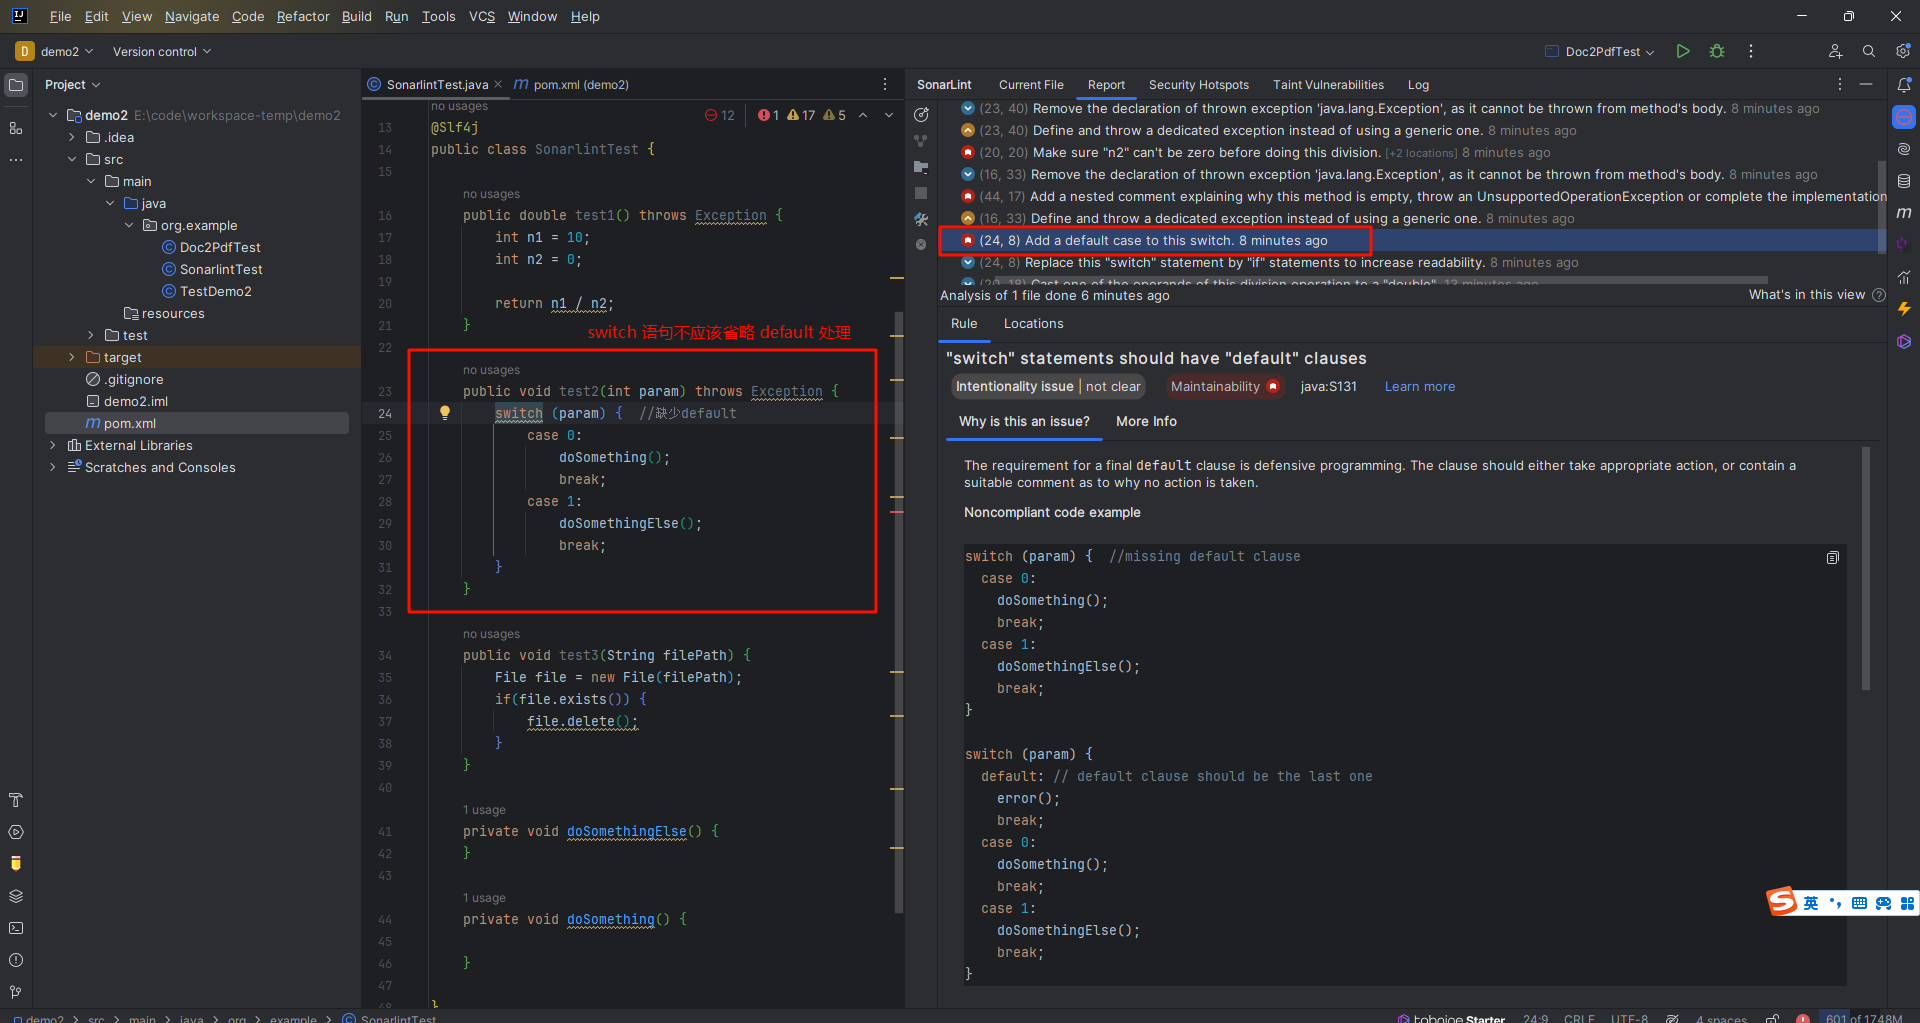 File Edit View Navigate Code Refactor Build Run Tools VCS Window Help
D demo2 Version control Doc2PdfTest
Project
SonarlintTest.java pom.xml (demo2)
SonarLint Current File Report Security Hotspots Taint Vulnerabilities Log
demo2 E:\code\workspace-temp\demo2
.idea
src
main
java
org.example
Doc2PdfTest
SonarlintTest
TestDemo2
resources
test
target
.gitignore
demo2.iml
pom.xml
External Libraries
Scratches and Consoles
12 1 17 5
no usages
13 @Slf4j
14 public class SonarlintTest {
15
no usages
16 public double test1() throws Exception {
17 int n1 = 10;
18 int n2 = 0;
19
20 return n1 / n2;
21 }
switch 语句不应该省略 default 处理
22
no usages
23 public void test2(int param) throws Exception {
24 switch (param) { //缺少default
25 case 0:
26 doSomething();
27 break;
28 case 1:
29 doSomethingElse();
30 break;
31 }
32 }
33
no usages
34 public void test3(String filePath) {
35 File file = new File(filePath);
36 if(file.exists()) {
37 file.delete();
38 }
39 }
40
1 usage
41 private void doSomethingElse() {
42 }
43
1 usage
44 private void doSomething() {
45
46 }
47
48 }
(23, 40) Remove the declaration of thrown exception 'java.lang.Exception', as it cannot be thrown from method's body. 8 minutes ago
(23, 40) Define and throw a dedicated exception instead of using a generic one. 8 minutes ago
(20, 20) Make sure "n2" can't be zero before doing this division. [+2 locations] 8 minutes ago
(16, 33) Remove the declaration of thrown exception 'java.lang.Exception', as it cannot be thrown from method's body. 8 minutes ago
(44, 17) Add a nested comment explaining why this method is empty, throw an UnsupportedOperationException or complete the implementation
(16, 33) Define and throw a dedicated exception instead of using a generic one. 8 minutes ago
(24, 8) Add a default case to this switch. 8 minutes ago
(24, 8) Replace this "switch" statement by "if" statements to increase readability. 8 minutes ago
(20, 18) Cast one of the operands of this division operation to a "double". 13 minutes ago
Analysis of 1 file done 6 minutes ago What's in this view
Rule Locations
"switch" statements should have "default" clauses
Intentionality issue | not clear Maintainability java:S131 Learn more
Why is this an issue? More Info
The requirement for a final default clause is defensive programming. The clause should either take appropriate action, or contain a
suitable comment as to why no action is taken.
Noncompliant code example
switch (param) { //missing default clause
case 0:
doSomething();
break;
case 1:
doSomethingElse();
break;
}
switch (param) {
default: // default clause should be the last one
error();
break;
case 0:
doSomething();
break;
case 1:
doSomethingElse();
break;
}
英
demo2 > src > main > java > org > example > SonarlintTest
tabnine Starter 24:9 CRLF UTF-8 4 spaces 601 of 1748M